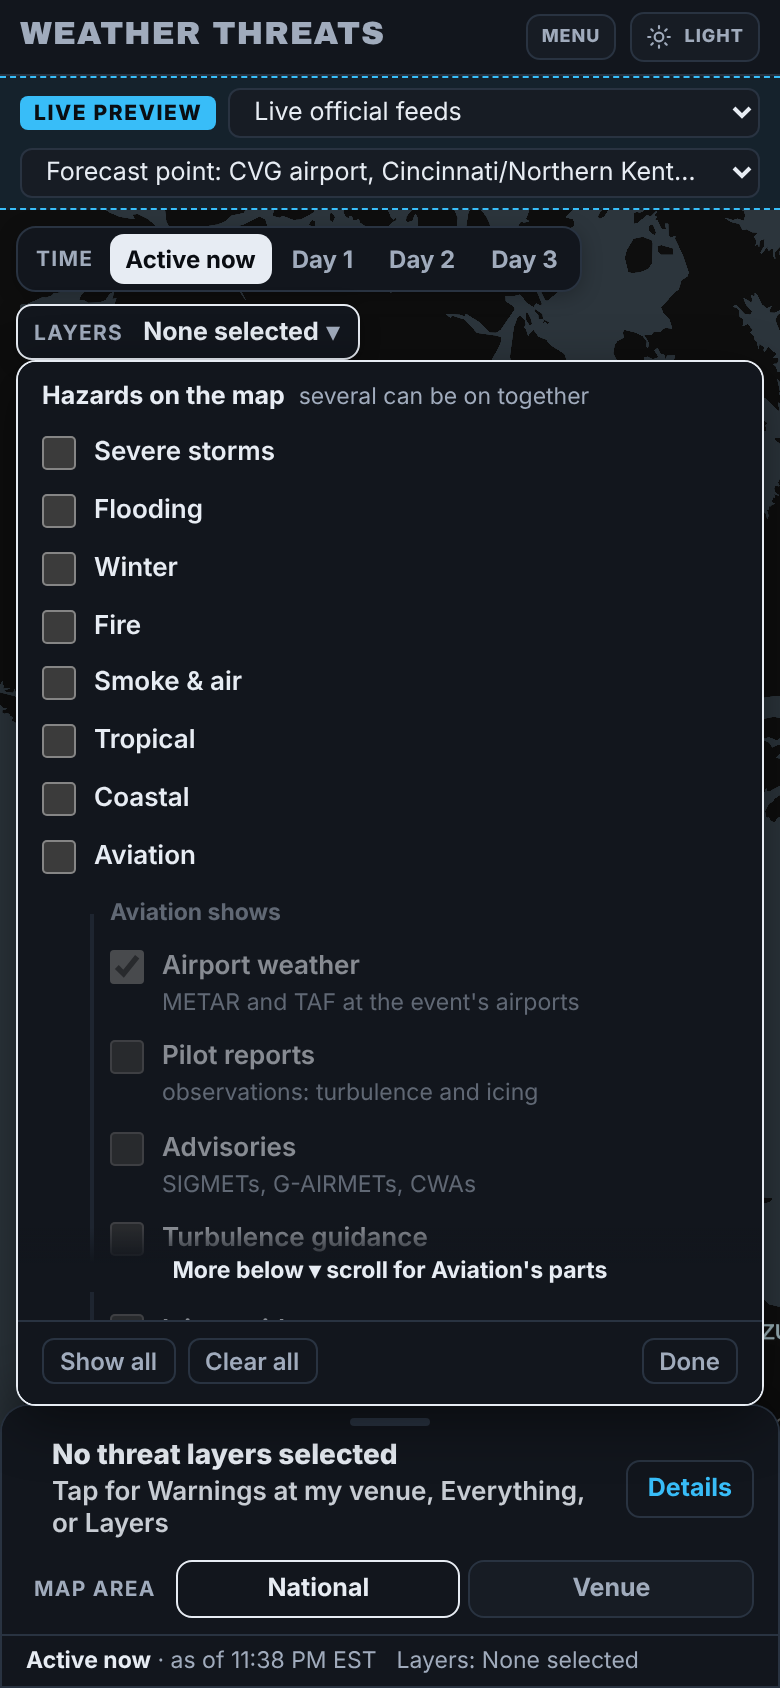 WEATHER THREATS
MENU
LIGHT
LIVE PREVIEW
Live official feeds
Forecast point: CVG airport, Cincinnati/Northern Kent...
TIME
Active now
Day 1
Day 2
Day 3
LAYERS None selected ▾
Hazards on the map several can be on together
Severe storms
Flooding
Winter
Fire
Smoke & air
Tropical
Coastal
Aviation
Aviation shows
Airport weather
METAR and TAF at the event's airports
Pilot reports
observations: turbulence and icing
Advisories
SIGMETs, G-AIRMETs, CWAs
Turbulence guidance
More below ▾ scroll for Aviation's parts
Show all
Clear all
Done
No threat layers selected
Tap for Warnings at my venue, Everything,
or Layers
Details
MAP AREA
National
Venue
Active now · as of 11:38 PM EST Layers: None selected